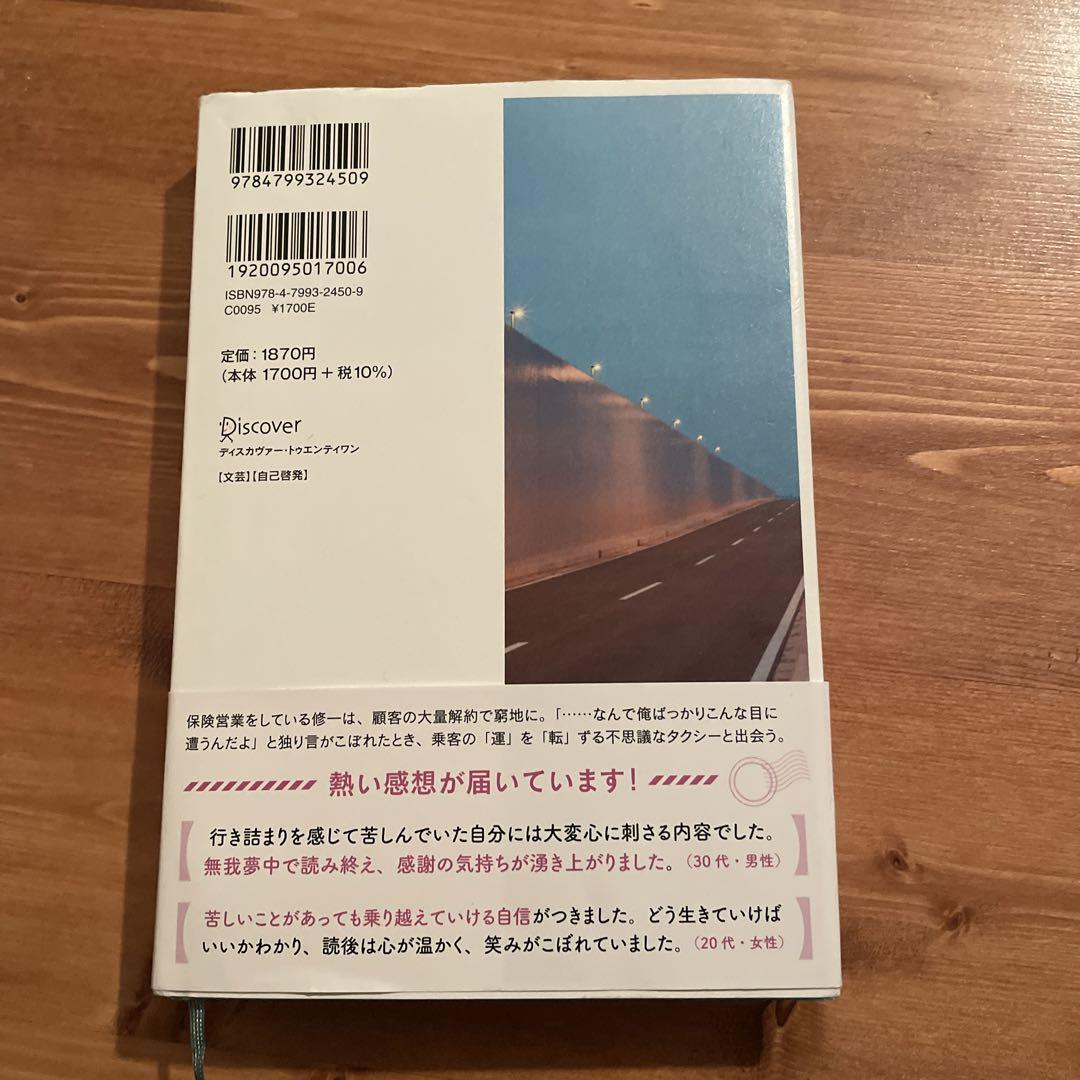 9784799324509
1920095017006
ISBN978-4-7993-2450-9
C0095 ¥1700E
定価：1870円
（本体 1700円＋税10%）
Discover
ディスカヴァー・トゥエンティワン
【文芸】【自己啓発】
保険営業をしている修一は、顧客の大量解約で窮地に。「……なんで俺ばっかりこんな目に
遭うんだよ」と独り言がこぼれたとき、乗客の「運」を「転」ずる不思議なタクシーと出会う。
熱い感想が届いています！
行き詰まりを感じて苦しんでいた自分には大変心に刺さる内容でした。
無我夢中で読み終え、感謝の気持ちが湧き上がりました。（30代・男性）
苦しいことがあっても乗り越えていける自信がつきました。どう生きていけば
いいかわかり、読後は心が温かく、笑みがこぼれていました。（20代・女性）